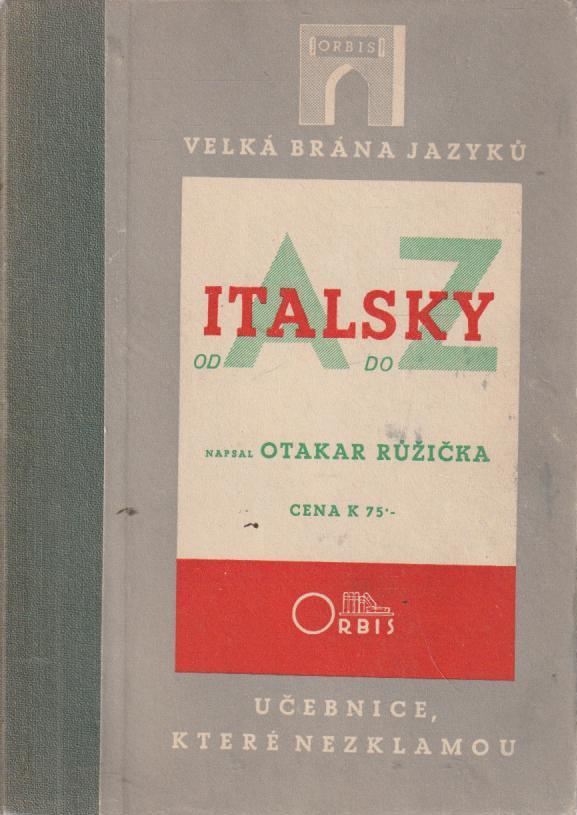 ORBIS
VELKÁ BRÁNA JAZYKŮ
A Z
ITALSKY
OD DO
NAPSAL OTAKAR RŮŽIČKA
CENA K 75·-
ORBIS
UČEBNICE,
KTERÉ NEZKLAMOU